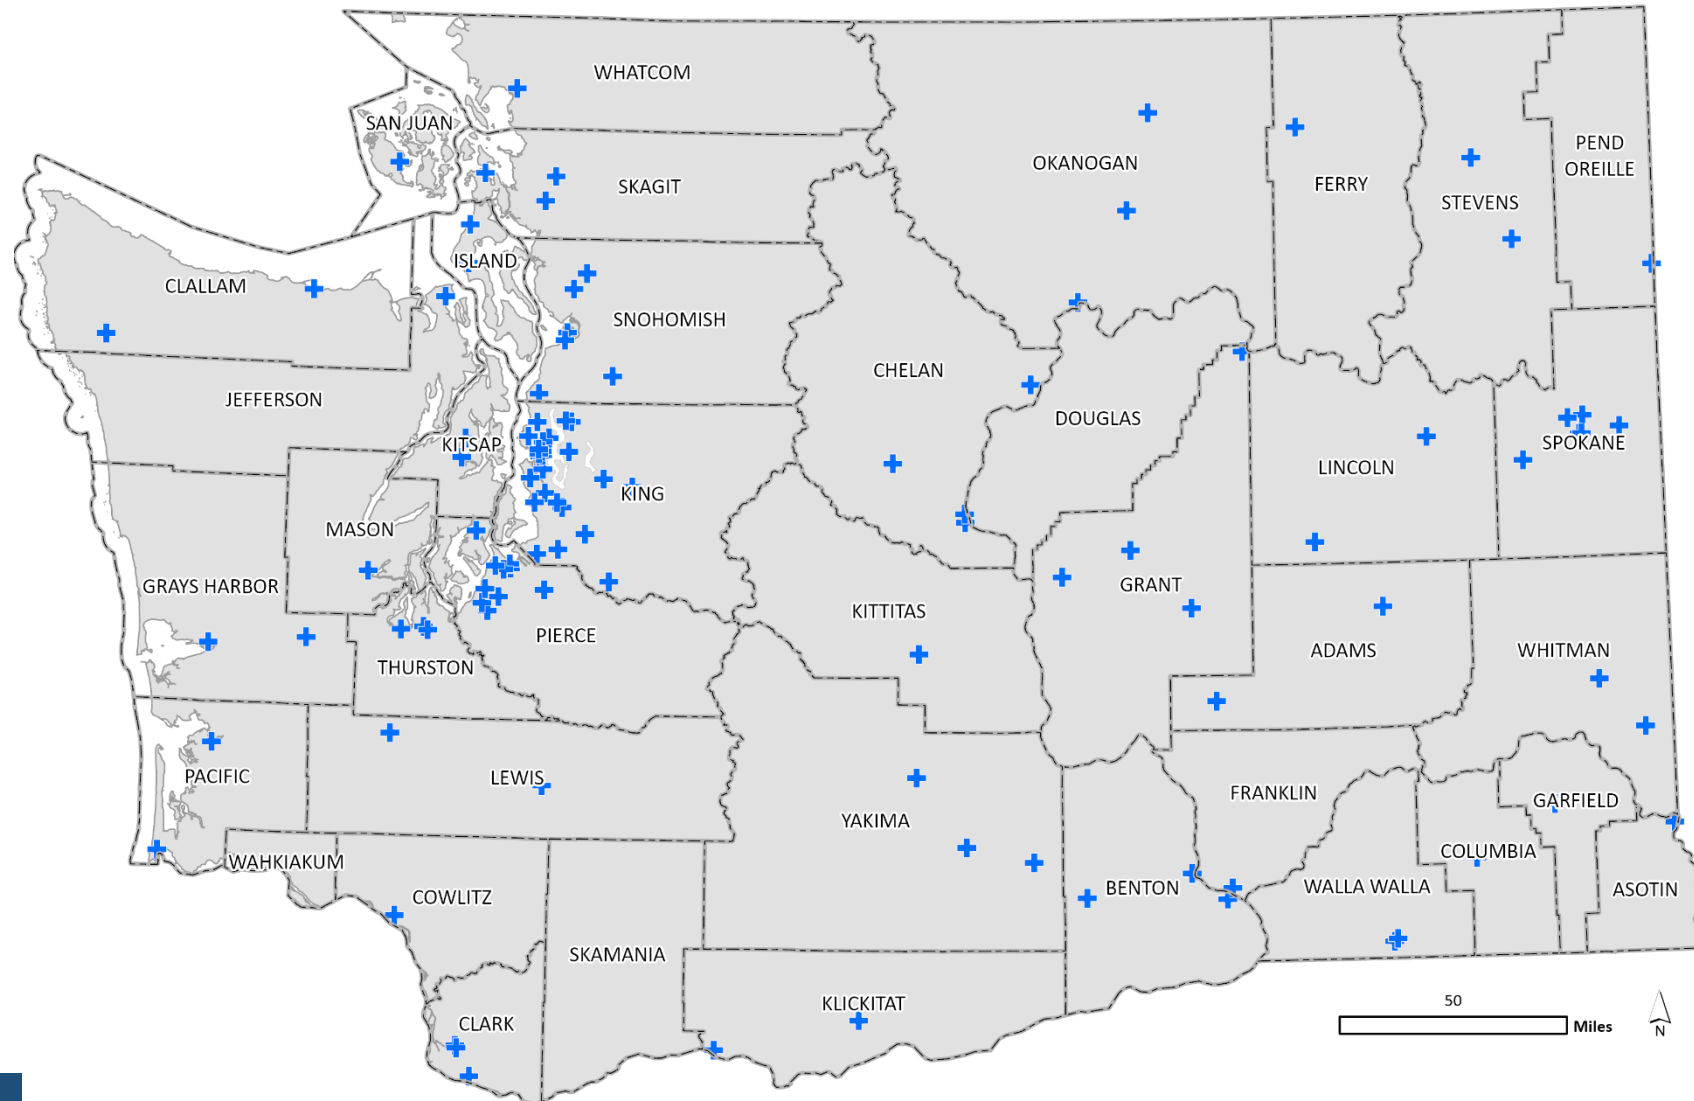 WHATCOM
SAN JUAN
SKAGIT
OKANOGAN
FERRY
STEVENS
PEND
OREILLE
ISLAND
CLALLAM
SNOHOMISH
CHELAN
JEFFERSON
DOUGLAS
KITSAP
SPOKANE
LINCOLN
KING
MASON
GRAYS HARBOR
GRANT
KITTITAS
PIERCE
ADAMS
WHITMAN
THURSTON
PACIFIC
LEWIS
FRANKLIN
GARFIELD
YAKIMA
WAHKIAKUM
COLUMBIA
COWLITZ
BENTON
WALLA WALLA
ASOTIN
SKAMANIA
KLICKITAT
CLARK
50
Miles
N